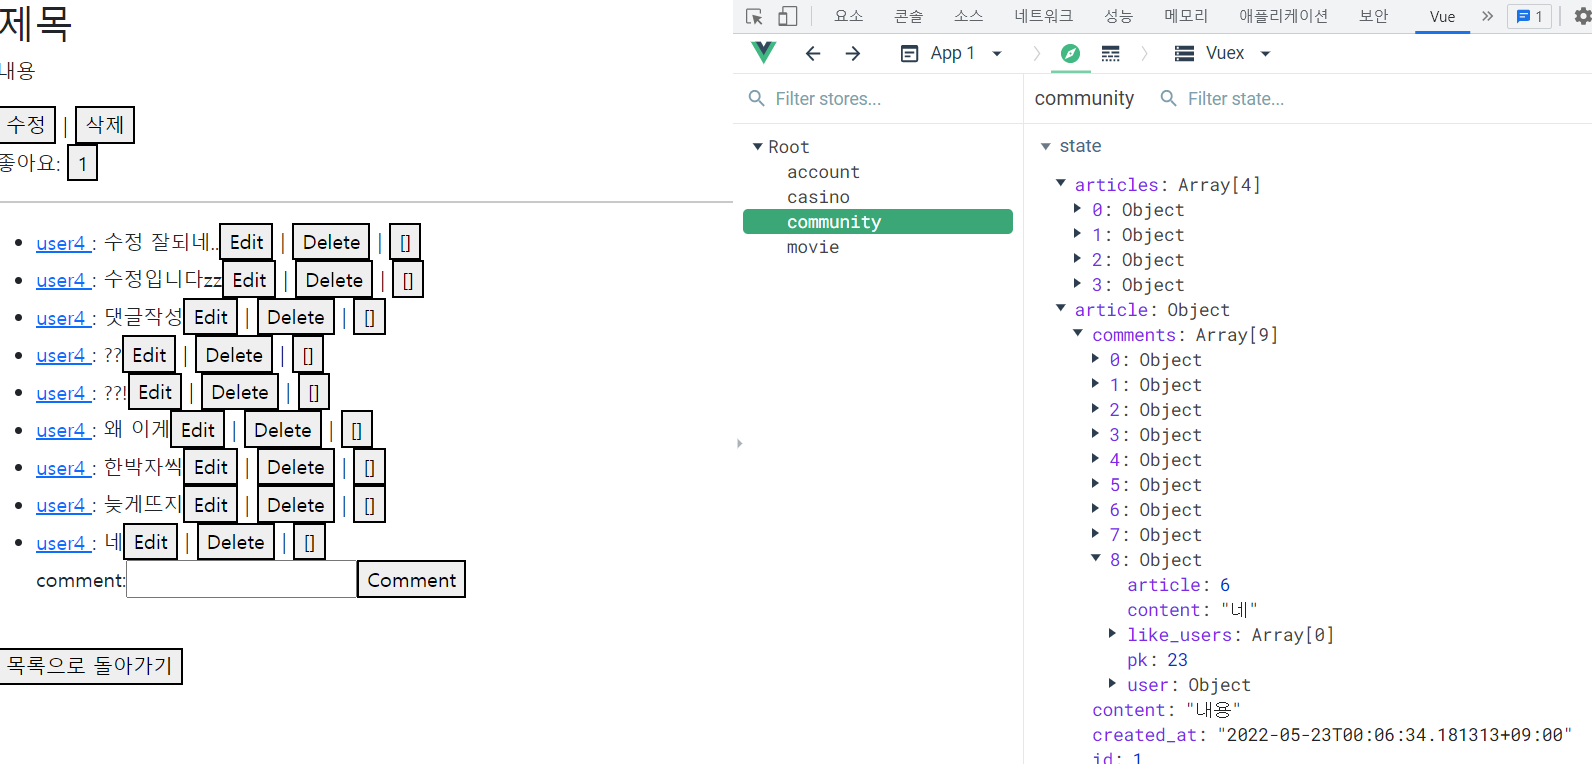 제목
내용
수정 | 삭제
좋아요: 1
user4 : 수정 잘되네..Edit | Delete | []
user4 : 수정입니다zz Edit | Delete | []
user4 : 댓글작성 Edit | Delete | []
user4 : ?? Edit | Delete | []
user4 : ??! Edit | Delete | []
user4 : 왜 이게 Edit | Delete | []
user4 : 한박자씩 Edit | Delete | []
user4 : 늦게뜨지 Edit | Delete | []
user4 : 네 Edit | Delete | []
comment: Comment
목록으로 돌아가기
요소 콘솔 소스 네트워크 성능 메모리 애플리케이션 보안 Vue » 1
App 1 Vuex
Filter stores...
Root
account
casino
community
movie
community Filter state...
state
articles: Array[4]
0: Object
1: Object
2: Object
3: Object
article: Object
comments: Array[9]
0: Object
1: Object
2: Object
3: Object
4: Object
5: Object
6: Object
7: Object
8: Object
article: 6
content: "네"
like_users: Array[0]
pk: 23
user: Object
content: "내용"
created_at: "2022-05-23T00:06:34.181313+09:00"
id: 1